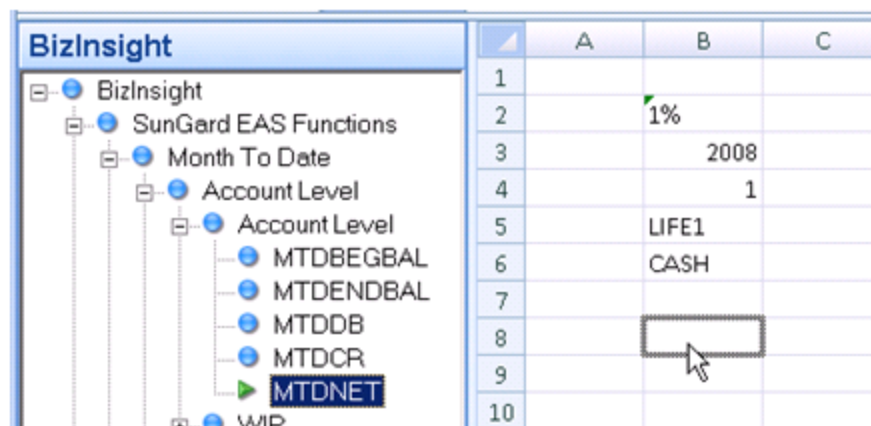 BizInsight
BizInsight
SunGard EAS Functions
Month To Date
Account Level
Account Level
MTDBEGBAL
MTDENDBAL
MTDDB
MTDCR
MTDNET
WIP
A B C
1
2 1%
3 2008
4 1
5 LIFE1
6 CASH
7
8
9
10